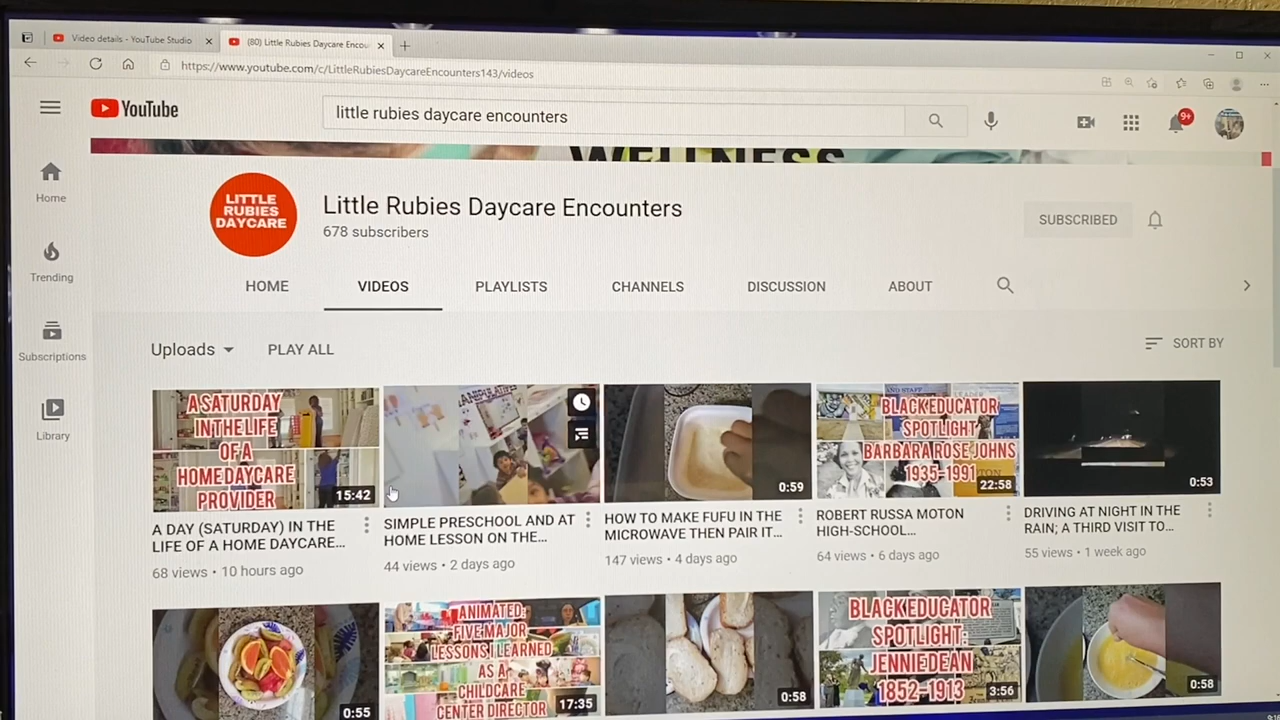 Video details - YouTube Studio
(80) Little Rubies Daycare Encou
https://www.youtube.com/c/LittleRubiesDaycareEncounters143/videos
YouTube
little rubies daycare encounters
9+
WELLNESS
Home
Trending
Subscriptions
Library
LITTLE
RUBIES
DAYCARE
Little Rubies Daycare Encounters
678 subscribers
SUBSCRIBED
HOME VIDEOS PLAYLISTS CHANNELS DISCUSSION ABOUT
Uploads PLAY ALL SORT BY
A SATURDAY
IN THE LIFE
OF A
HOME DAYCARE
PROVIDER
15:42
A DAY (SATURDAY) IN THE
LIFE OF A HOME DAYCARE...
68 views • 10 hours ago
SIMPLE PRESCHOOL AND AT
HOME LESSON ON THE...
44 views • 2 days ago
0:59
HOW TO MAKE FUFU IN THE
MICROWAVE THEN PAIR IT...
147 views • 4 days ago
AND STAFF
LEADER
BLACK EDUCATOR
SPOTLIGHT
BARBARA ROSE JOHNS
1935-1991
22:58
ROBERT RUSSA MOTON
HIGH-SCHOOL...
64 views • 6 days ago
0:53
DRIVING AT NIGHT IN THE
RAIN; A THIRD VISIT TO...
55 views • 1 week ago
0:55
ANIMATED:
FIVE MAJOR
LESSONS I LEARNED
AS A
CHILDCARE
CENTER DIRECTOR
17:35
0:58
BLACK EDUCATOR
SPOTLIGHT:
JENNIE DEAN
1852-1913
3:56
0:58